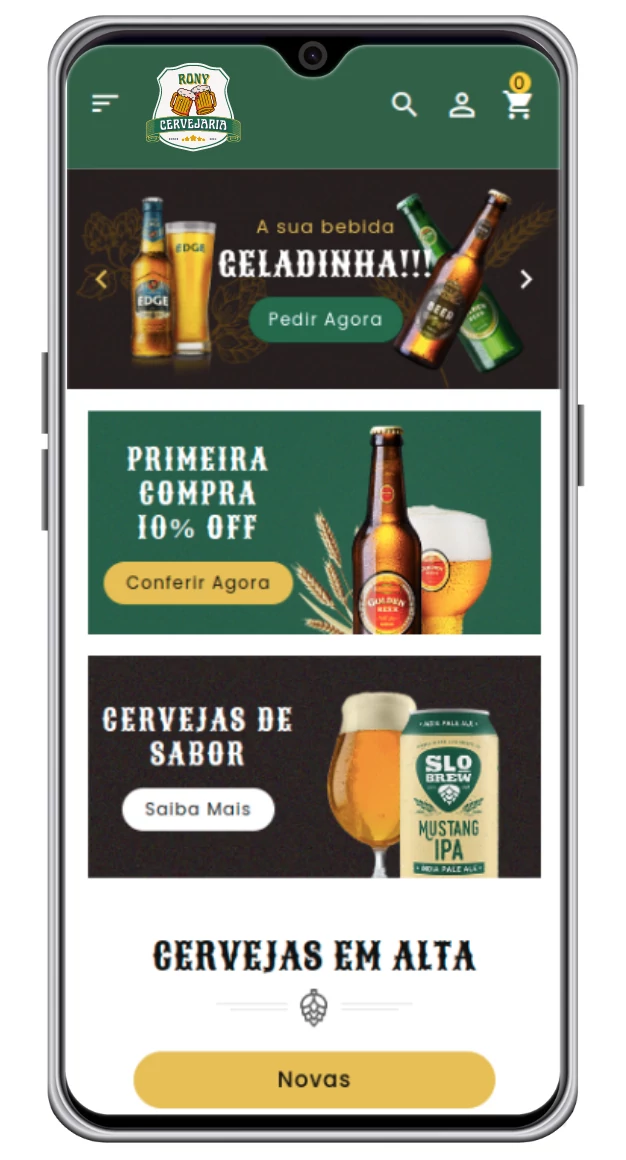 RONY
CERVEJARIA
0
A sua bebida
GELADINHA!!!
Pedir Agora
EDGE
EDGE
BEER
BEER
PRIMEIRA
COMPRA
10% OFF
Conferir Agora
GOLDEN
BEER
CERVEJAS DE
SABOR
Saiba Mais
INDIA PALE ALE
SLO
BREW
MUSTANG
IPA
INDIA PALE ALE
CERVEJAS EM ALTA
Novas